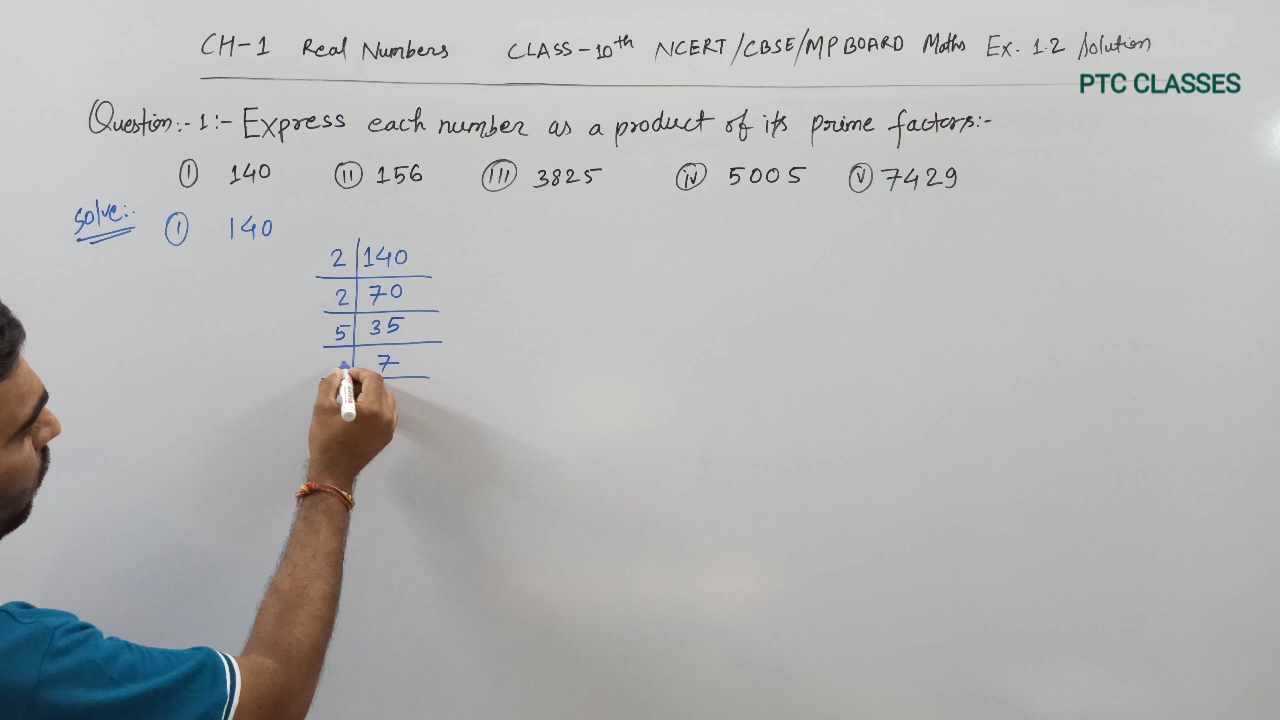 CH-1 Real Numbers CLASS-10th NCERT/CBSE/MP BOARD Maths Ex. 1.2 Solution
PTC CLASSES
Question:- 1:- Express each number as a product of its prime factors:-
(I) 140 (II) 156 (III) 3825 (IV) 5005 (V) 7429
Solve:- (I) 140
2 | 140
2 | 70
5 | 35
7